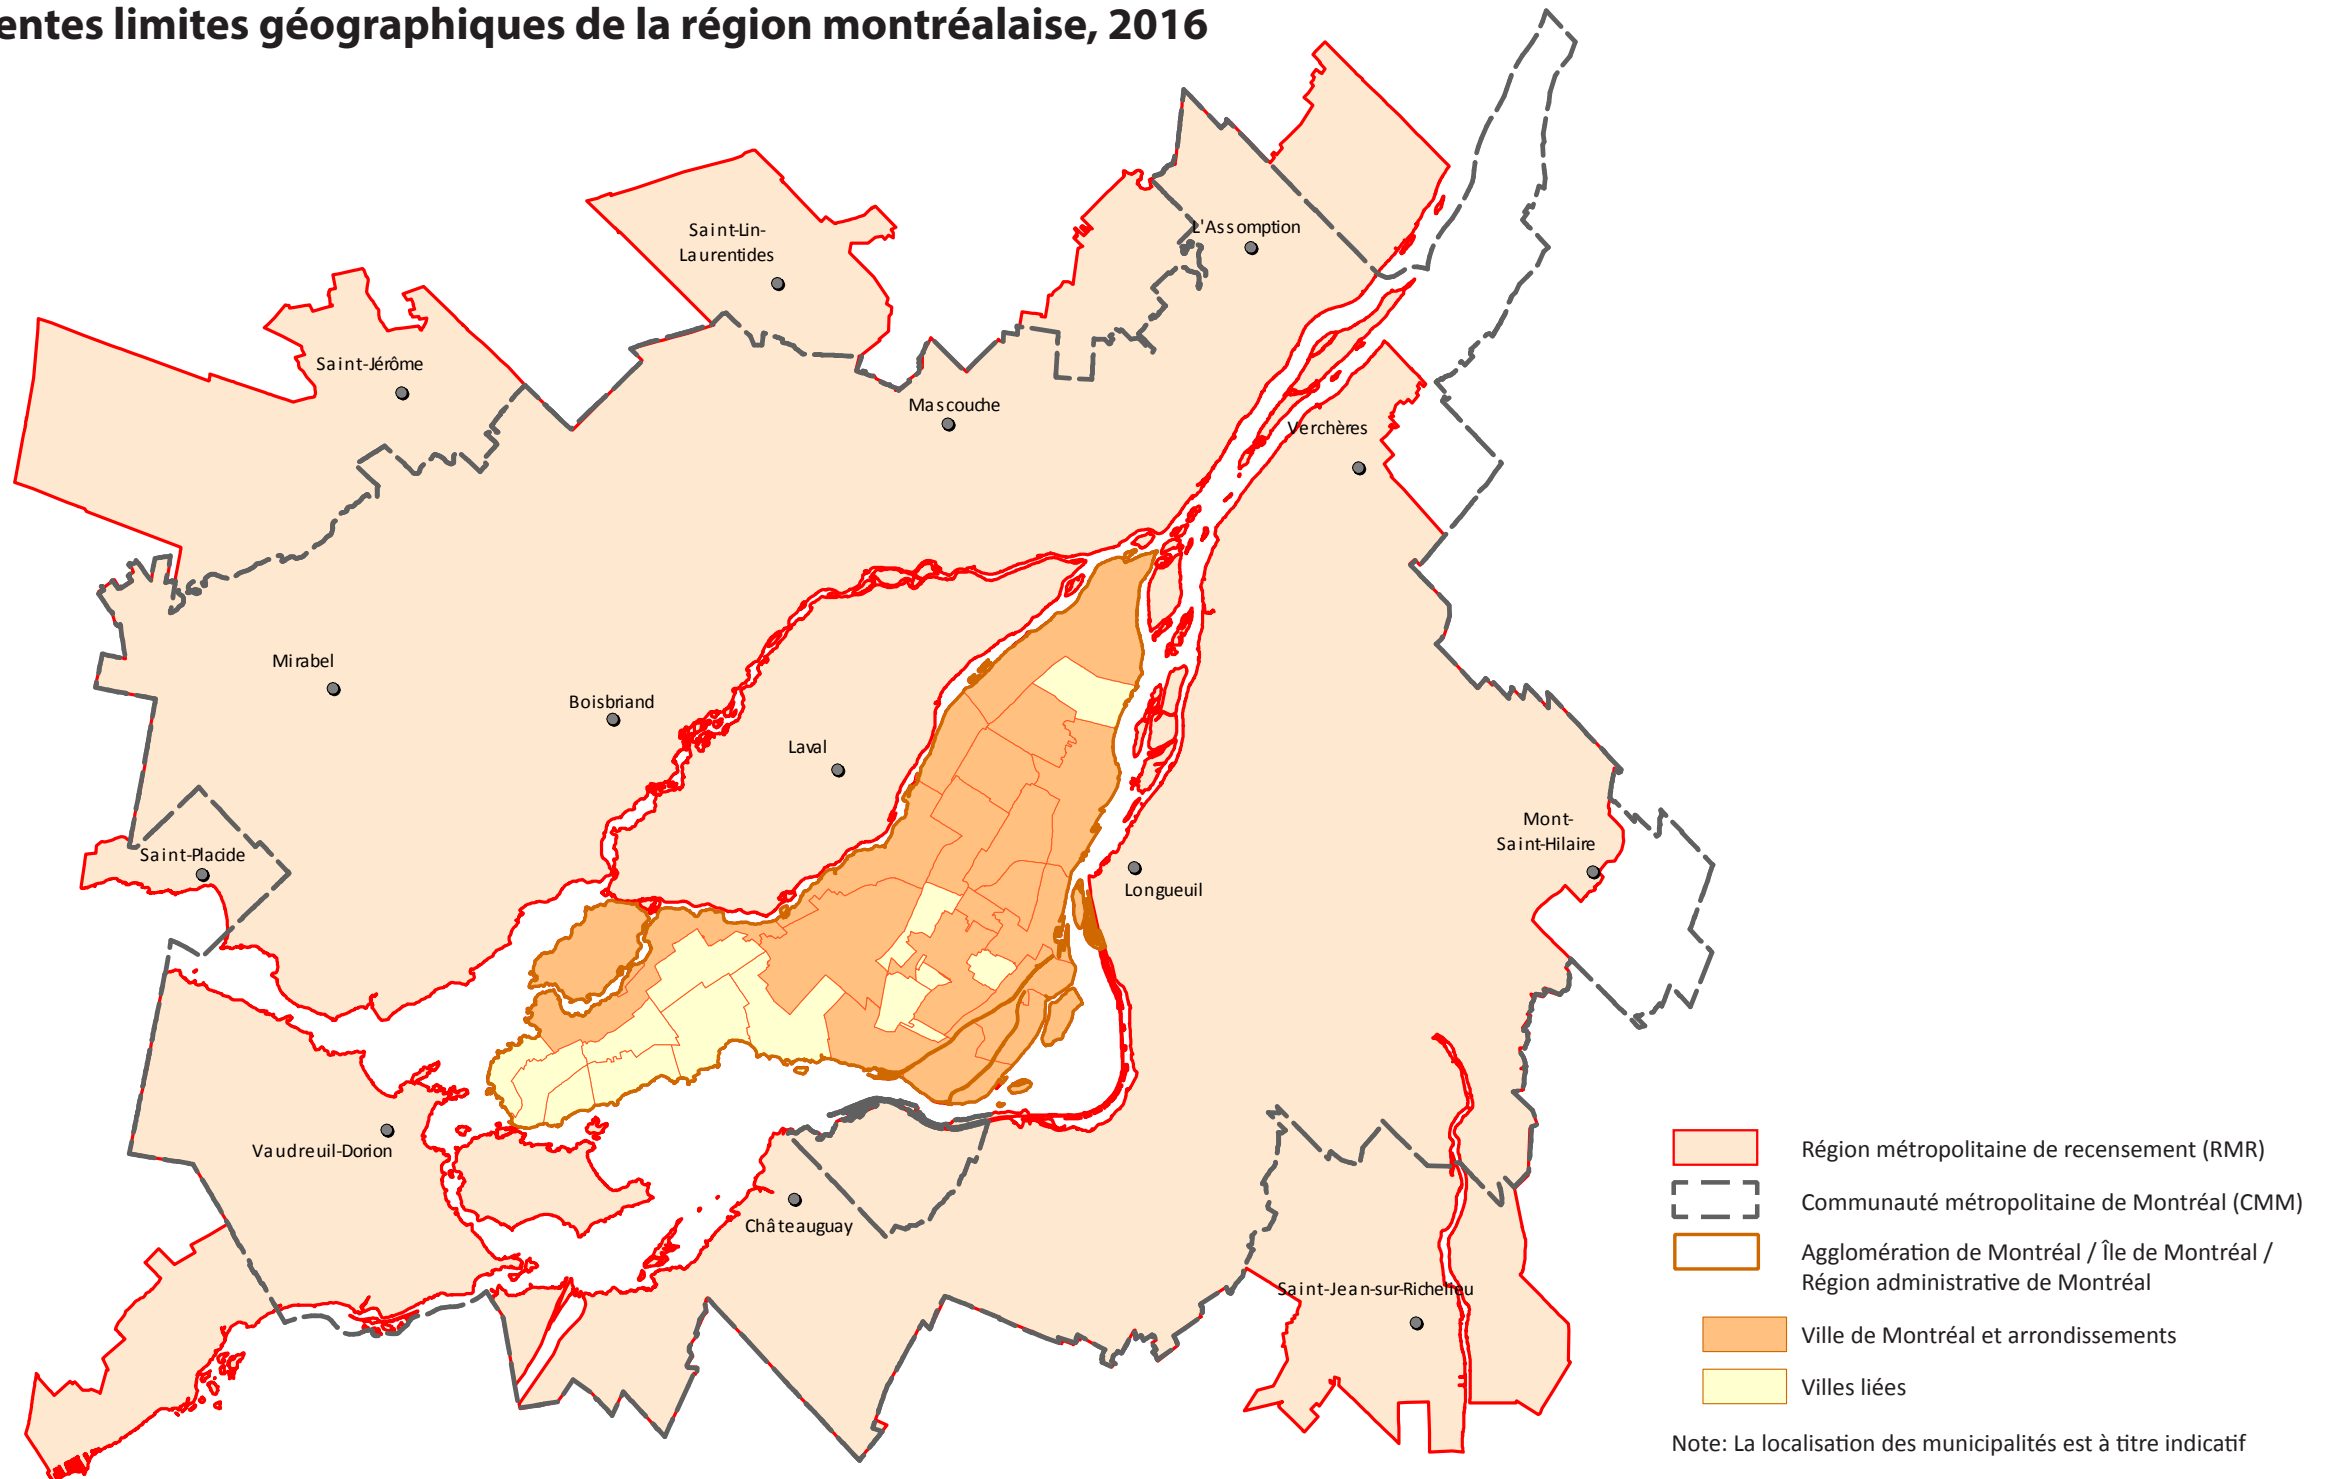 entes limites géographiques de la région montréalaise, 2016
Saint-Lin-
Laurentides
L'Assomption
Saint-Jérôme
Mascouche
Verchères
Mirabel
Boisbriand
Laval
Mont-
Saint-Hilaire
Saint-Placide
Longueuil
Vaudreuil-Dorion
Châteauguay
Saint-Jean-sur-Richelieu
Région métropolitaine de recensement (RMR)
Communauté métropolitaine de Montréal (CMM)
Agglomération de Montréal / Île de Montréal /
Région administrative de Montréal
Ville de Montréal et arrondissements
Villes liées
Note: La localisation des municipalités est à titre indicatif